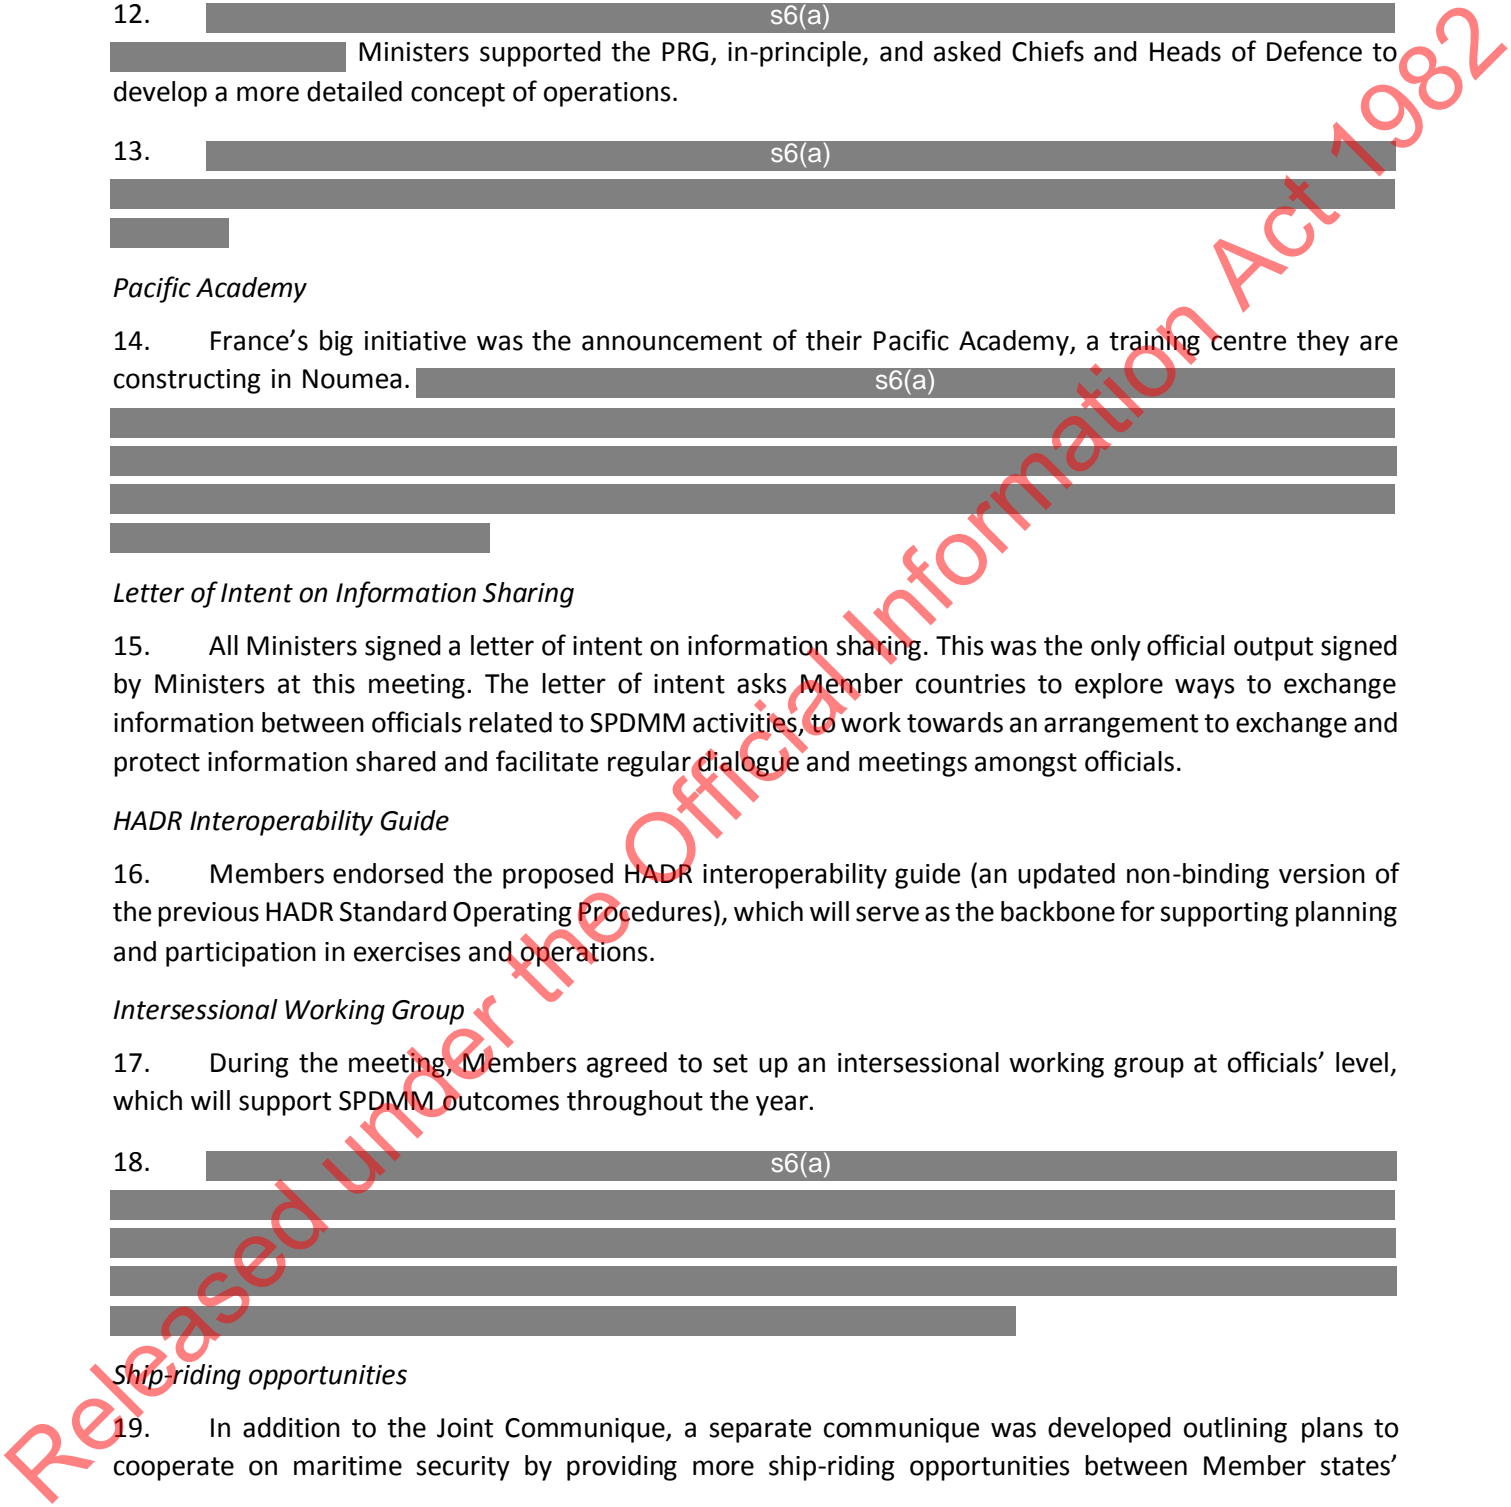 12. s6(a)
Ministers supported the PRG, in-principle, and asked Chiefs and Heads of Defence to
develop a more detailed concept of operations.
13. s6(a)
Pacific Academy
14. France’s big initiative was the announcement of their Pacific Academy, a training centre they are
constructing in Noumea. s6(a)
Letter of Intent on Information Sharing
15. All Ministers signed a letter of intent on information sharing. This was the only official output signed
by Ministers at this meeting. The letter of intent asks Member countries to explore ways to exchange
information between officials related to SPDMM activities, to work towards an arrangement to exchange and
protect information shared and facilitate regular dialogue and meetings amongst officials.
HADR Interoperability Guide
16. Members endorsed the proposed HADR interoperability guide (an updated non-binding version of
the previous HADR Standard Operating Procedures), which will serve as the backbone for supporting planning
and participation in exercises and operations.
Intersessional Working Group
17. During the meeting, Members agreed to set up an intersessional working group at officials’ level,
which will support SPDMM outcomes throughout the year.
18. s6(a)
Ship-riding opportunities
19. In addition to the Joint Communique, a separate communique was developed outlining plans to
cooperate on maritime security by providing more ship-riding opportunities between Member states’
Released under the Official Information Act 1982